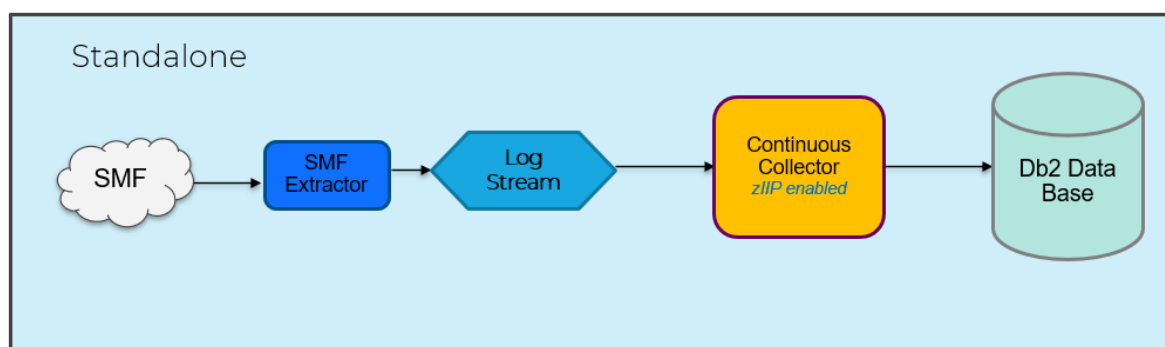 Standalone
SMF
SMF
Extractor
Log
Stream
Continuous
Collector
zIIP enabled
Db2 Data
Base